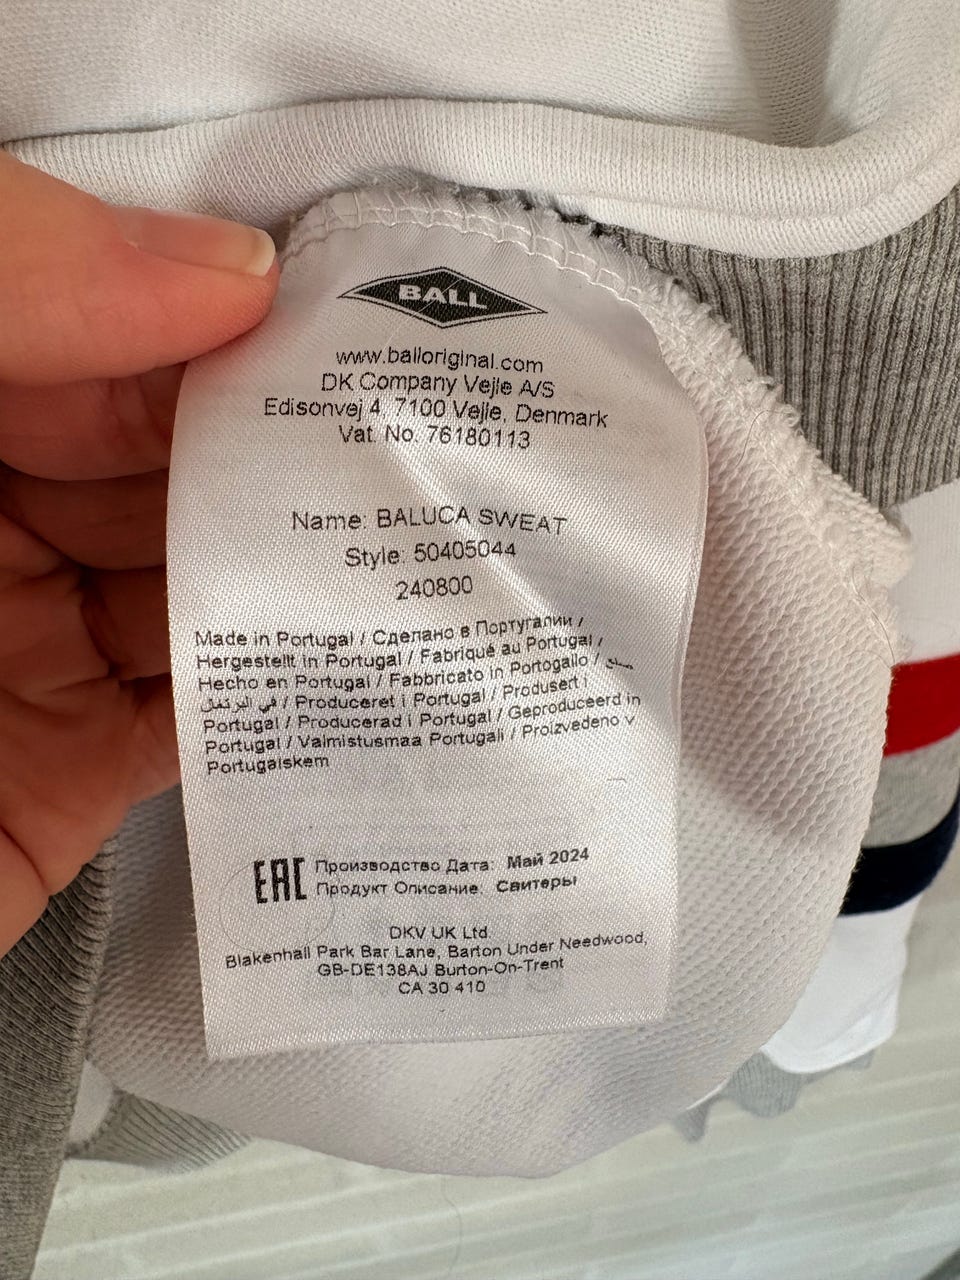 BALL
www.balloriginal.com
DK Company Vejle A/S
Edisonvej 4, 7100 Vejle, Denmark
Vat. No. 76180113
Name: BALUCA SWEAT
Style: 50405044
240800
Made in Portugal / Сделано в Португалии /
Hergestellt in Portugal / Fabriqué au Portugal /
Hecho en Portugal / Fabbricato in Portogallo /
في / Produceret i Portugal / Produsert i
Portugal / Producerad i Portugal / Geproduceerd in
Portugal / Valmistusmaa Portugali / Proizvedeno v
Portugalskem
EAC Производство Дата: Май 2024
Продукт Описание: Свитеры
DKV UK Ltd.
Blakenhall Park Bar Lane, Barton Under Needwood,
GB-DE138AJ Burton-On-Trent
CA 30 410